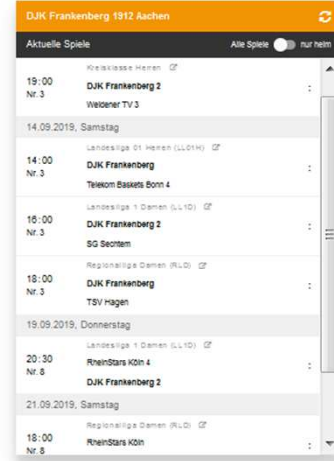 DJK Frankenberg 1912 Aachen
Aktuelle Spiele
Alle Spiele nur heim
Kreisklasse Herren
19:00
DJK Frankenberg 2
:
Nr. 3
Weidener TV 3
14.09.2019, Samstag
Landesliga 01 Herren (LL01H)
14:00
DJK Frankenberg
:
Nr. 3
Telekom Baskets Bonn 4
Landesliga 1 Damen (LL1D)
16:00
DJK Frankenberg 2
:
Nr. 3
SG Sechtem
Regionalliga Damen (RLD)
18:00
DJK Frankenberg
:
Nr. 3
TSV Hagen
19.09.2019, Donnerstag
Landesliga 1 Damen (LL1D)
20:30
RheinStars Köln 4
:
Nr. 8
DJK Frankenberg 2
21.09.2019, Samstag
Regionalliga Damen (RLD)
18:00
RheinStars Köln
:
Nr. 8